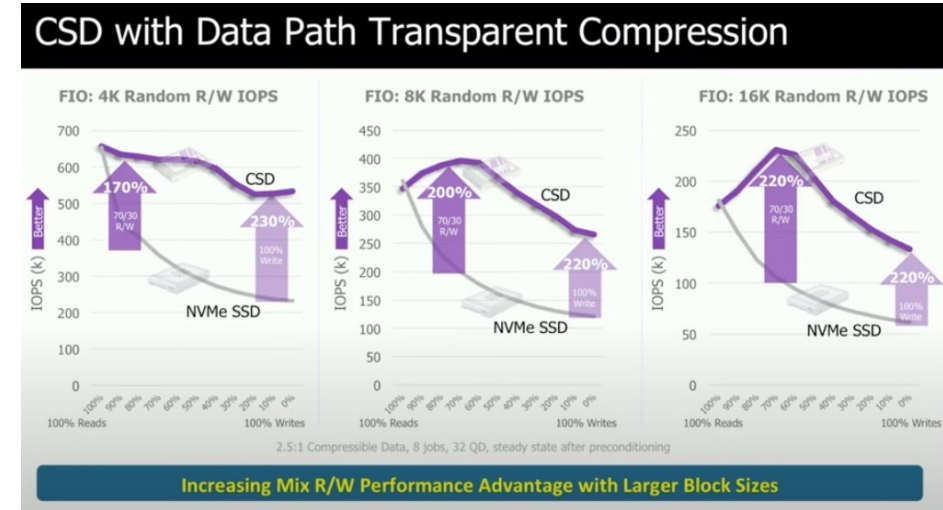 CSD with Data Path Transparent Compression
FIO: 4K Random R/W IOPS
700
600
500
400
300
200
100
0
IOPS (k)
Better
170%
70/30
R/W
CSD
230%
100%
Write
NVMe SSD
100%
90%
80%
70%
60%
50%
40%
30%
20%
10%
0%
100% Reads
100% Writes
FIO: 8K Random R/W IOPS
450
400
350
300
250
200
150
100
50
0
IOPS (k)
Better
200%
70/30
R/W
CSD
220%
100%
Write
NVMe SSD
100%
90%
80%
70%
60%
50%
40%
30%
20%
10%
0%
100% Reads
100% Writes
FIO: 16K Random R/W IOPS
250
200
150
100
50
0
IOPS (k)
Better
220%
70/30
R/W
CSD
220%
100%
Write
NVMe SSD
100%
90%
80%
70%
60%
50%
40%
30%
20%
10%
0%
100% Reads
100% Writes
2.5:1 Compressible Data, 8 jobs, 32 QD, steady state after preconditioning
Increasing Mix R/W Performance Advantage with Larger Block Sizes